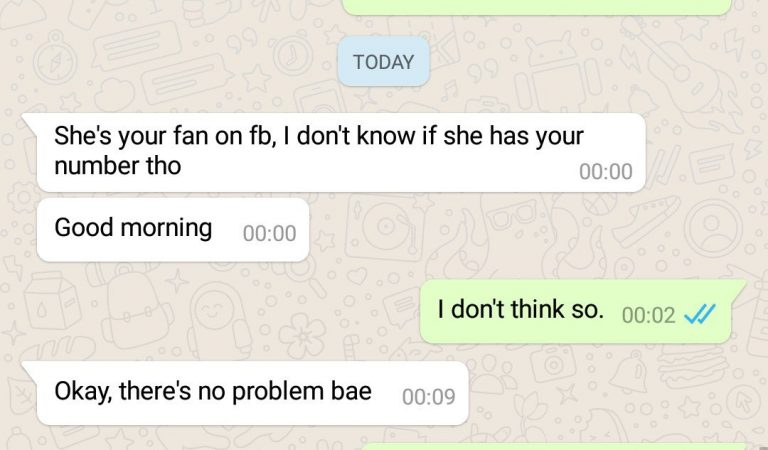 TODAY
She's your fan on fb, I don't know if she has your
number tho
00:00
Good morning 00:00
I don't think so. 00:02
Okay, there's no problem bae 00:09